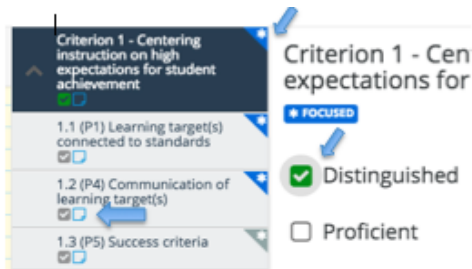 Criterion 1 - Centering
instruction on high
expectations for student
achievement
1.1 (P1) Learning target(s)
connected to standards
1.2 (P4) Communication of
learning target(s)
1.3 (P5) Success criteria
Criterion 1 - Cen
expectations for
FOCUSED
Distinguished
Proficient